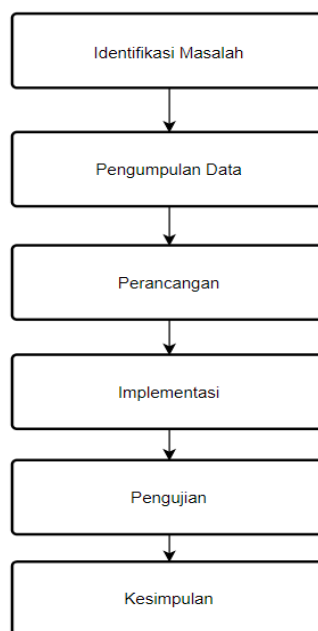 Identifikasi Masalah
Pengumpulan Data
Perancangan
Implementasi
Pengujian
Kesimpulan